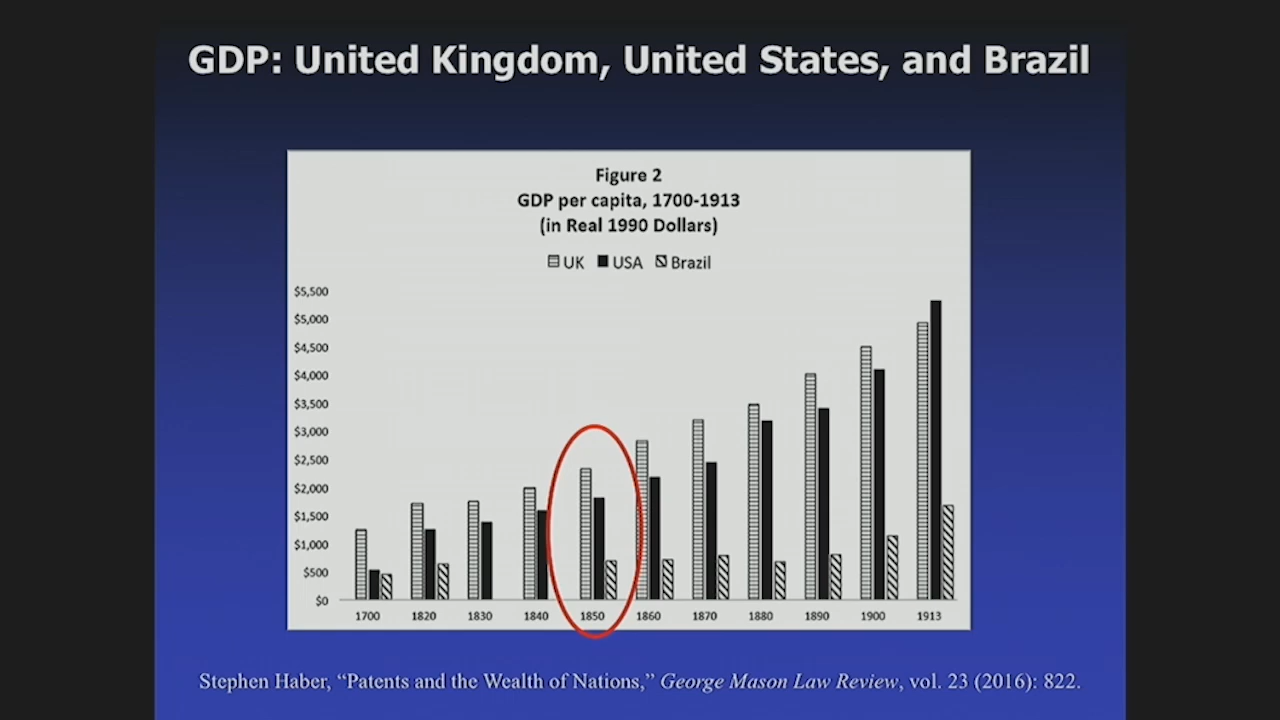 GDP: United Kingdom, United States, and Brazil
Figure 2
GDP per capita, 1700-1913
(in Real 1990 Dollars)
UK USA Brazil
$5,500
$5,000
$4,500
$4,000
$3,500
$3,000
$2,500
$2,000
$1,500
$1,000
$500
$0
1700 1820 1830 1840 1850 1860 1870 1880 1890 1900 1913
Stephen Haber, “Patents and the Wealth of Nations,” George Mason Law Review, vol. 23 (2016): 822.